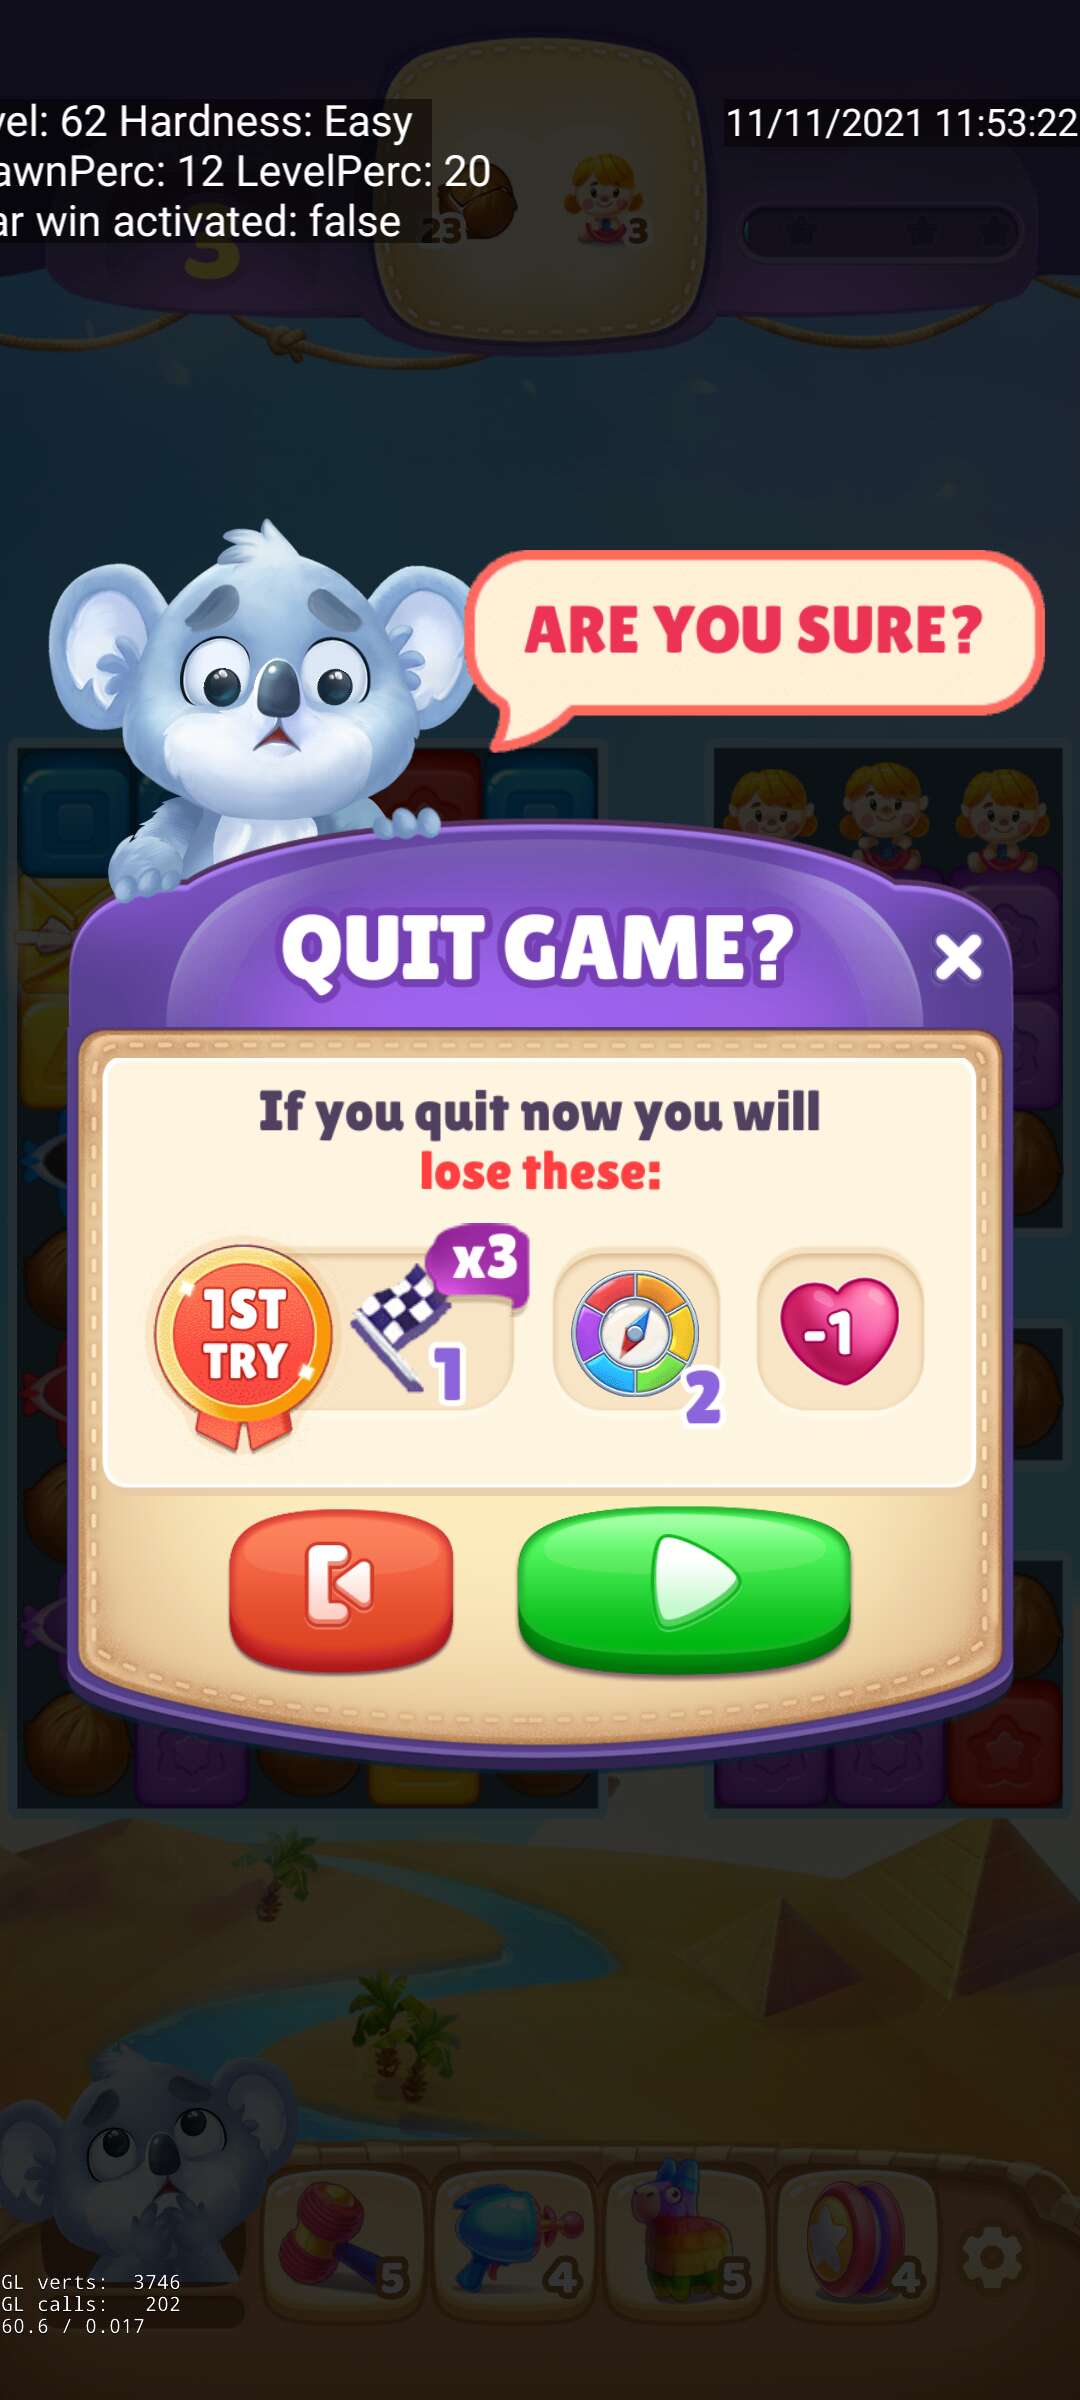 vel: 62 Hardness: Easy
11/11/2021 11:53:22
awnPerc: 12 LevelPerc: 20
ar win activated: false
23
3
3
ARE YOU SURE?
QUIT GAME?
If you quit now you will
lose these:
1ST
TRY
x3
1
2
-1
5
4
5
4
GL verts: 3746
GL calls: 202
60.6 / 0.017